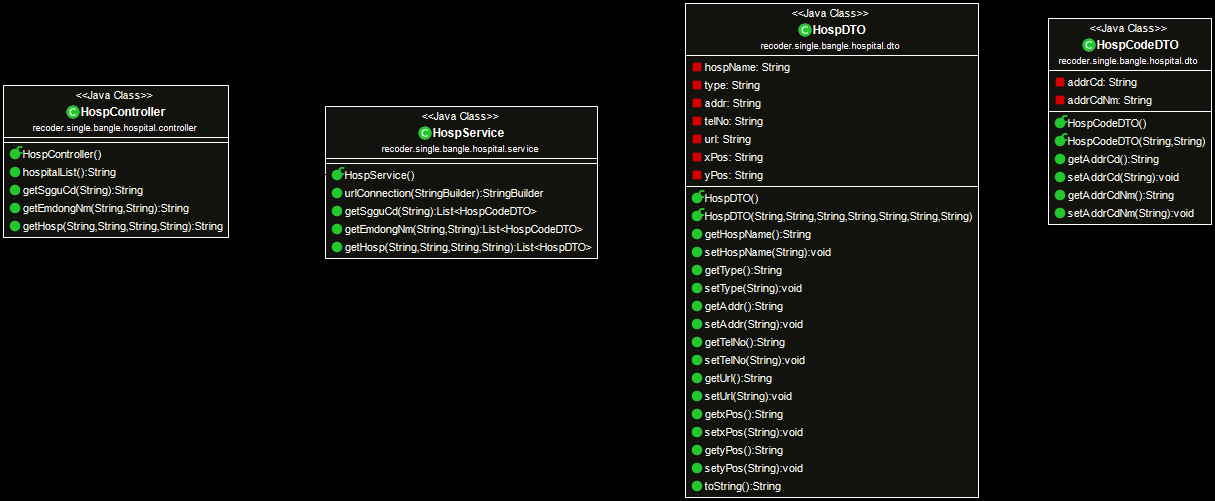 <<Java Class>>
HospController
recoder.single.bangle.hospital.controller
HospController()
hospitalList():String
getSgguCd(String):String
getEmdongNm(String,String):String
getHosp(String,String,String,String):String
<<Java Class>>
HospService
recoder.single.bangle.hospital.service
HospService()
urlConnection(StringBuilder):StringBuilder
getSgguCd(String):List<HospCodeDTO>
getEmdongNm(String,String):List<HospCodeDTO>
getHosp(String,String,String,String):List<HospDTO>
<<Java Class>>
HospDTO
recoder.single.bangle.hospital.dto
hospName: String
type: String
addr: String
telNo: String
url: String
xPos: String
yPos: String
HospDTO()
HospDTO(String,String,String,String,String,String,String)
getHospName():String
setHospName(String):void
getType():String
setType(String):void
getAddr():String
setAddr(String):void
getTelNo():String
setTelNo(String):void
getUrl():String
setUrl(String):void
getxPos():String
setxPos(String):void
getyPos():String
setyPos(String):void
toString():String
<<Java Class>>
HospCodeDTO
recoder.single.bangle.hospital.dto
addrCd: String
addrCdNm: String
HospCodeDTO()
HospCodeDTO(String,String)
getAddrCd():String
setAddrCd(String):void
getAddrCdNm():String
setAddrCdNm(String):void